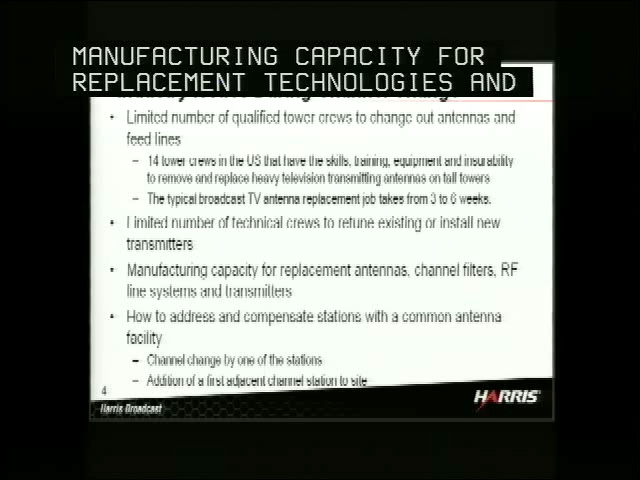 MANUFACTURING CAPACITY FOR
REPLACEMENT TECHNOLOGIES AND
• Limited number of qualified tower crews to change out antennas and
feed lines
– 14 tower crews in the US that have the skills, training, equipment and insurability
to remove and replace heavy television transmitting antennas on tall towers
– The typical broadcast TV antenna replacement job takes from 3 to 6 weeks.
• Limited number of technical crews to retune existing or install new
transmitters
• Manufacturing capacity for replacement antennas, channel filters, RF
line systems and transmitters
• How to address and compensate stations with a common antenna
facility
– Channel change by one of the stations
– Addition of a first adjacent channel station to site
4
Harris Broadcast
HARRIS